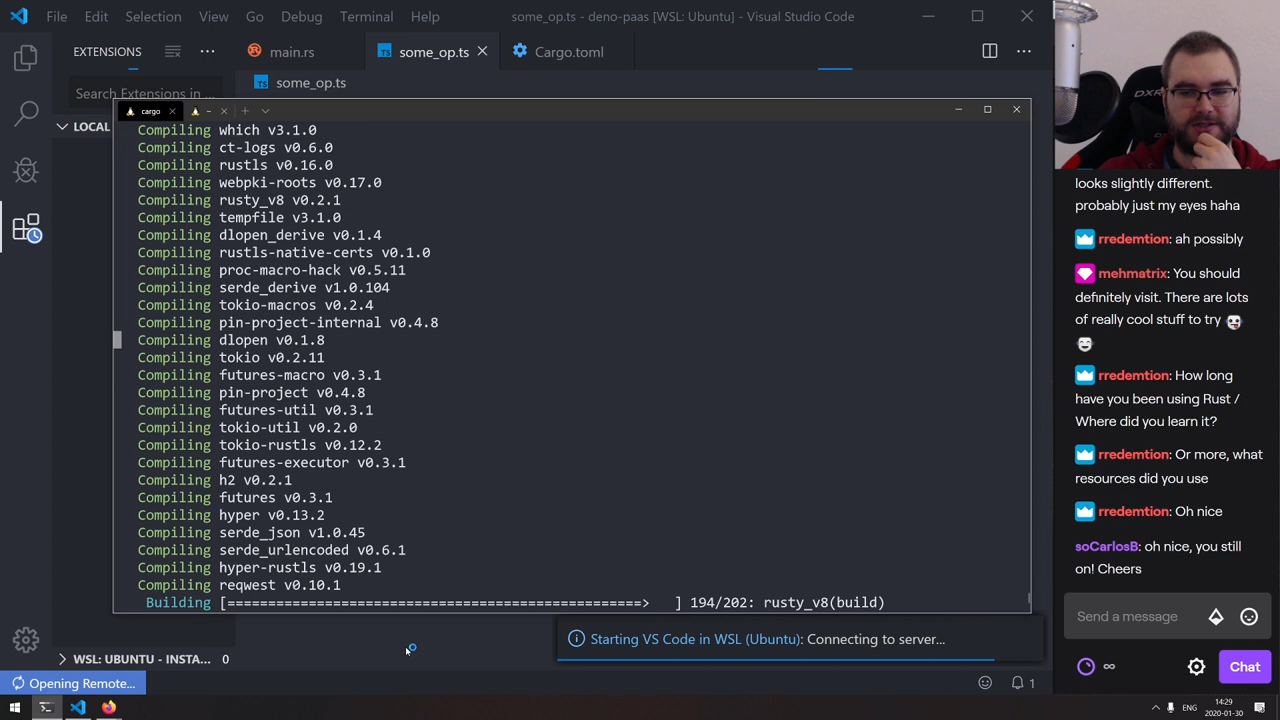 File Edit Selection View Go Debug Terminal Help
some_op.ts - deno-paas [WSL: Ubuntu] - Visual Studio Code
EXTENSIONS
main.rs
TS some_op.ts
Cargo.toml
TS some_op.ts
Search Extensions
LOCAL
cargo
~
Compiling which v3.1.0
Compiling ct-logs v0.6.0
Compiling rustls v0.16.0
Compiling webpki-roots v0.17.0
Compiling rusty_v8 v0.2.1
Compiling tempfile v3.1.0
Compiling dlopen_derive v0.1.4
Compiling rustls-native-certs v0.1.0
Compiling proc-macro-hack v0.5.11
Compiling serde_derive v1.0.104
Compiling tokio-macros v0.2.4
Compiling pin-project-internal v0.4.8
Compiling dlopen v0.1.8
Compiling tokio v0.2.11
Compiling futures-macro v0.3.1
Compiling pin-project v0.4.8
Compiling futures-util v0.3.1
Compiling tokio-util v0.2.0
Compiling tokio-rustls v0.12.2
Compiling futures-executor v0.3.1
Compiling h2 v0.2.1
Compiling futures v0.3.1
Compiling hyper v0.13.2
Compiling serde_json v1.0.45
Compiling serde_urlencoded v0.6.1
Compiling hyper-rustls v0.19.1
Compiling reqwest v0.10.1
Building [===================================================> ] 194/202: rusty_v8(build)
Starting VS Code in WSL (Ubuntu): Connecting to server...
WSL: UBUNTU - INSTA... 0
Opening Remote...
1
ENG
14:29
2020-01-30
DXR
looks slightly different.
probably just my eyes haha
rredemtion: ah possibly
mehmatrix: You should
definitely visit. There are lots
of really cool stuff to try
rredemtion: How long
have you been using Rust /
Where did you learn it?
rredemtion: Or more, what
resources did you use
rredemtion: Oh nice
soCarlosB: oh nice, you still
on! Cheers
Send a message
∞
Chat